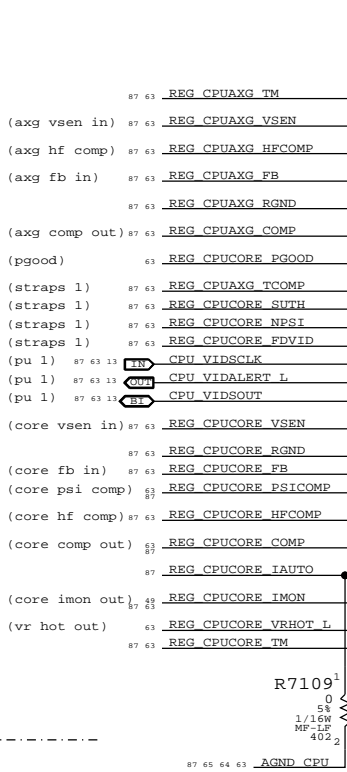 87 63 REG_CPUAXG_TM
(axg vsen in) 87 63 REG_CPUAXG_VSEN
(axg hf comp) 87 63 REG_CPUAXG_HFCOMP
(axg fb in) 87 63 REG_CPUAXG_FB
87 63 REG_CPUAXG_RGND
(axg comp out) 87 63 REG_CPUAXG_COMP
(pgood) 63 REG_CPUCORE_PGOOD
(straps 1) 87 63 REG_CPUAXG_TCOMP
(straps 1) 87 63 REG_CPUCORE_SUTH
(straps 1) 87 63 REG_CPUCORE_NPSI
(straps 1) 87 63 REG_CPUCORE_FDVID
(pu 1) 87 63 13 IN CPU_VIDSCLK
(pu 1) 87 63 13 OUT CPU_VIDALERT_L
(pu 1) 87 63 13 BI CPU_VIDSOUT
(core vsen in) 87 63 REG_CPUCORE_VSEN
87 63 REG_CPUCORE_RGND
(core fb in) 87 63 REG_CPUCORE_FB
(core psi comp) 63 REG_CPUCORE_PSICOMP
87
(core hf comp) 87 63 REG_CPUCORE_HFCOMP
(core comp out) 63 REG_CPUCORE_COMP
87
87 REG_CPUCORE_IAUTO
(core imon out) 49 REG_CPUCORE_IMON
87 63
(vr hot out) 63 REG_CPUCORE_VRHOT_L
87 63 REG_CPUCORE_TM
R7109 1
0
5%
1/16W
MF-LF
402 2
87 65 64 63 AGND_CPU